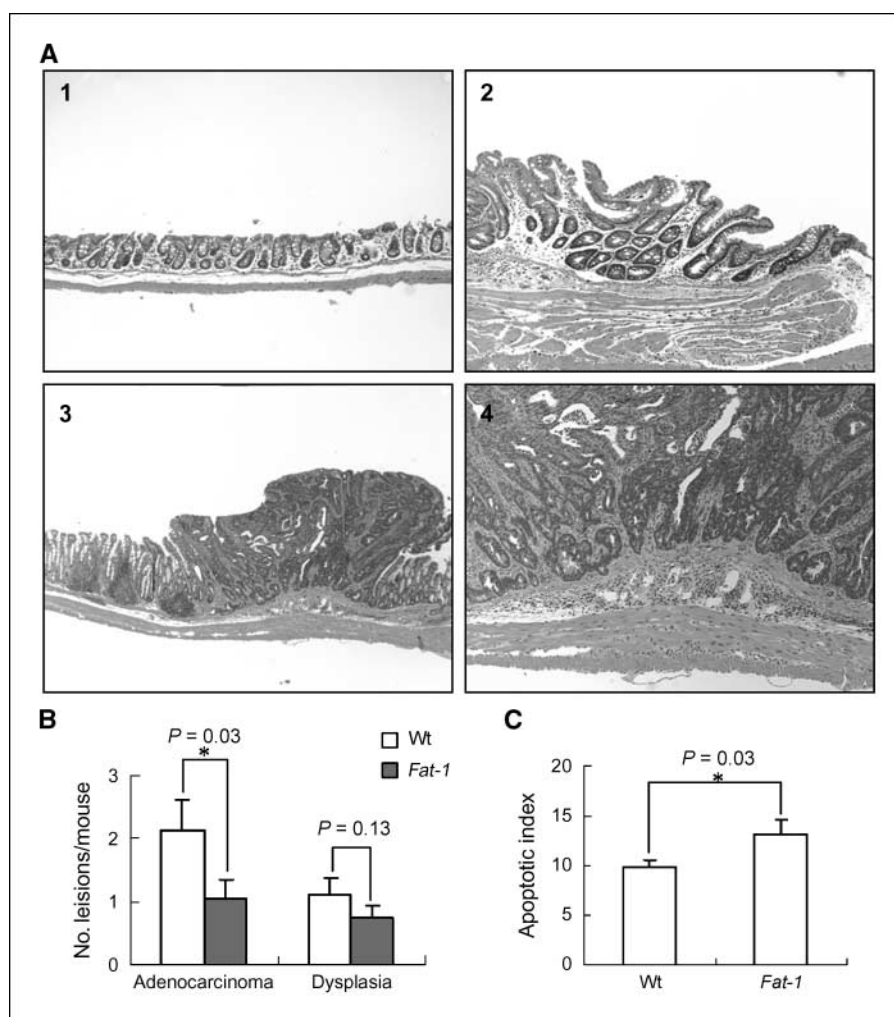 A
1
2
3
4
B
P = 0.03
*
Wt
Fat-1
P = 0.13
No. leisions/mouse
3
2
1
0
Adenocarcinoma
Dysplasia
C
P = 0.03
*
Apoptotic index
20
15
10
5
0
Wt
Fat-1